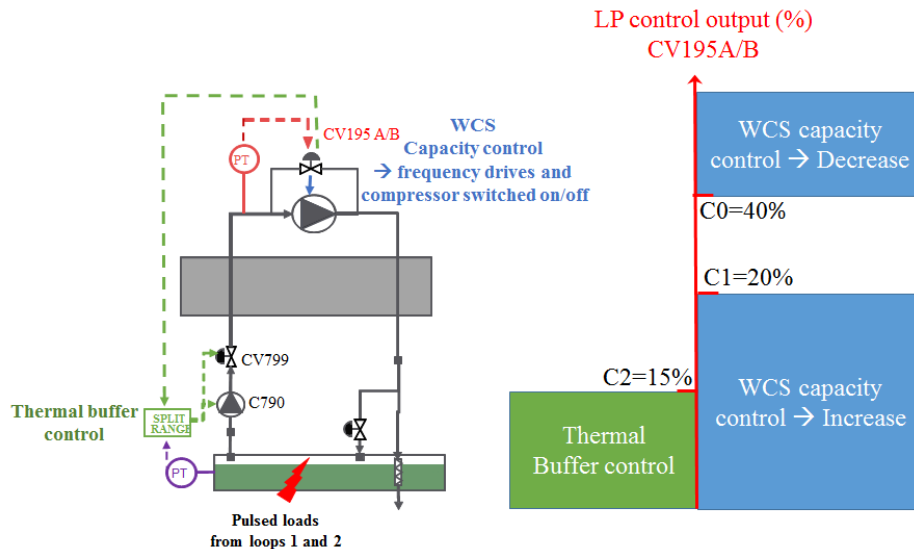 LP control output (%)
CV195A/B
WCS
Capacity control
→ frequency drives and
compressor switched on/off
CV195 A/B
PT
WCS capacity
control → Decrease
C0=40%
C1=20%
CV799
C2=15%
C790
WCS capacity
control → Increase
Thermal buffer
control
SPLIT
RANGE
Thermal
Buffer control
PT
Pulsed loads
from loops 1 and 2